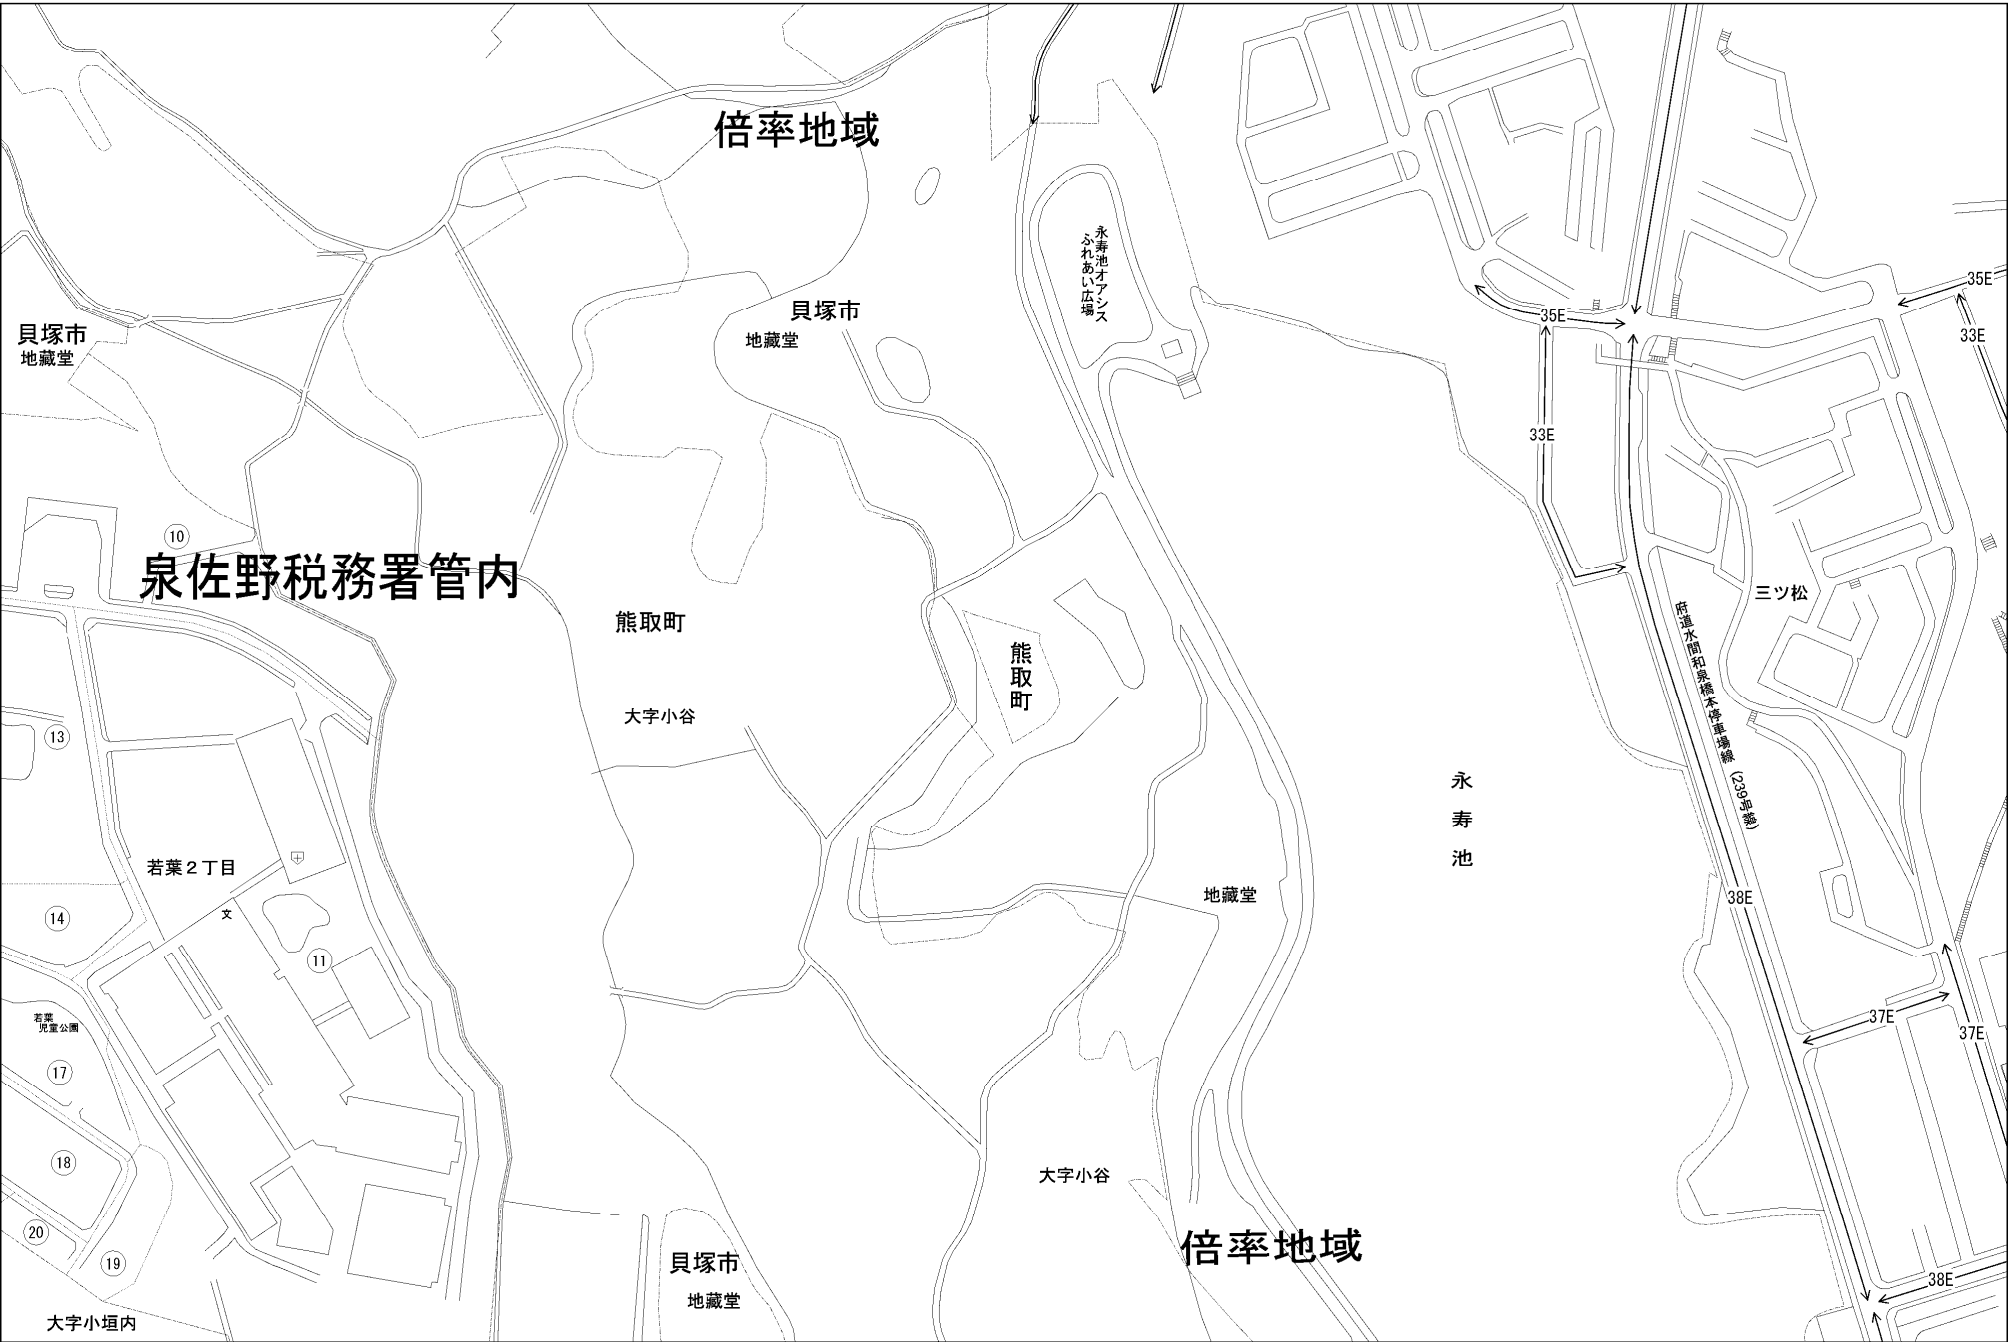 倍率地域
永寿池オアシス
ふれあい広場
35E
35E
貝塚市
地蔵堂
貝塚市
地蔵堂
33E
33E
10
泉佐野税務署管内
三ツ松
熊取町
熊取町
府道水間和泉橋本停車場線(239号線)
大字小谷
13
永寿池
若葉2丁目
地蔵堂
38E
文
14
11
若葉
児童公園
37E
37E
17
18
大字小谷
20
倍率地域
19
貝塚市
38E
地蔵堂
大字小垣内